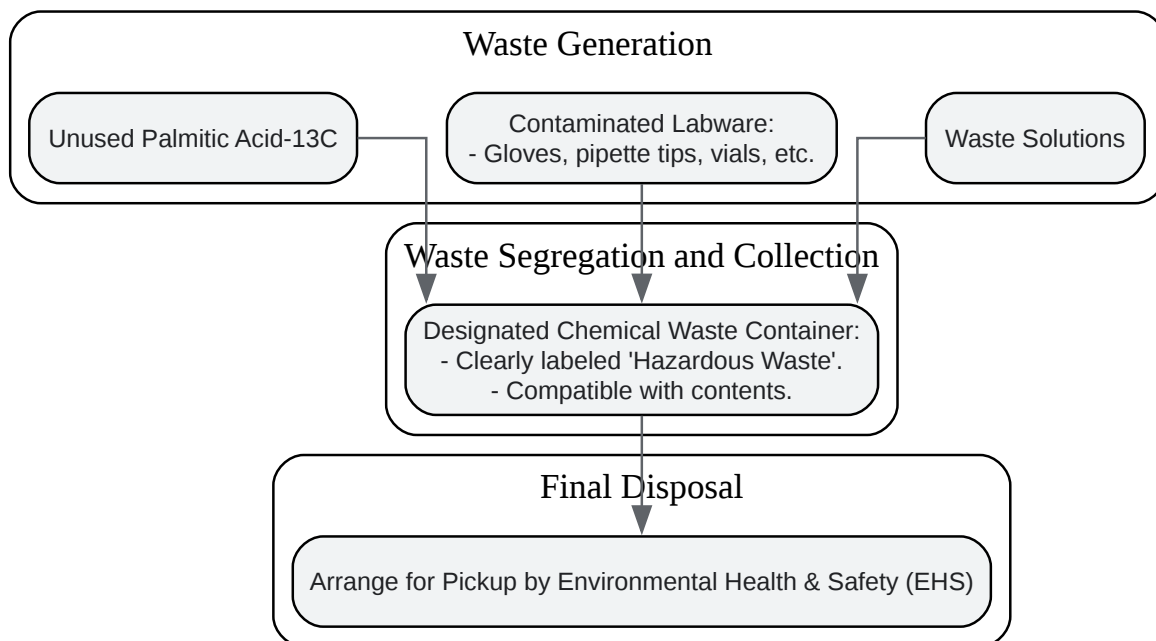 Waste Generation
Unused Palmitic Acid-13C
Contaminated Labware:
- Gloves, pipette tips, vials, etc.
Waste Solutions
Waste Segregation and Collection
Designated Chemical Waste Container:
- Clearly labeled 'Hazardous Waste'.
- Compatible with contents.
Final Disposal
Arrange for Pickup by Environmental Health & Safety (EHS)